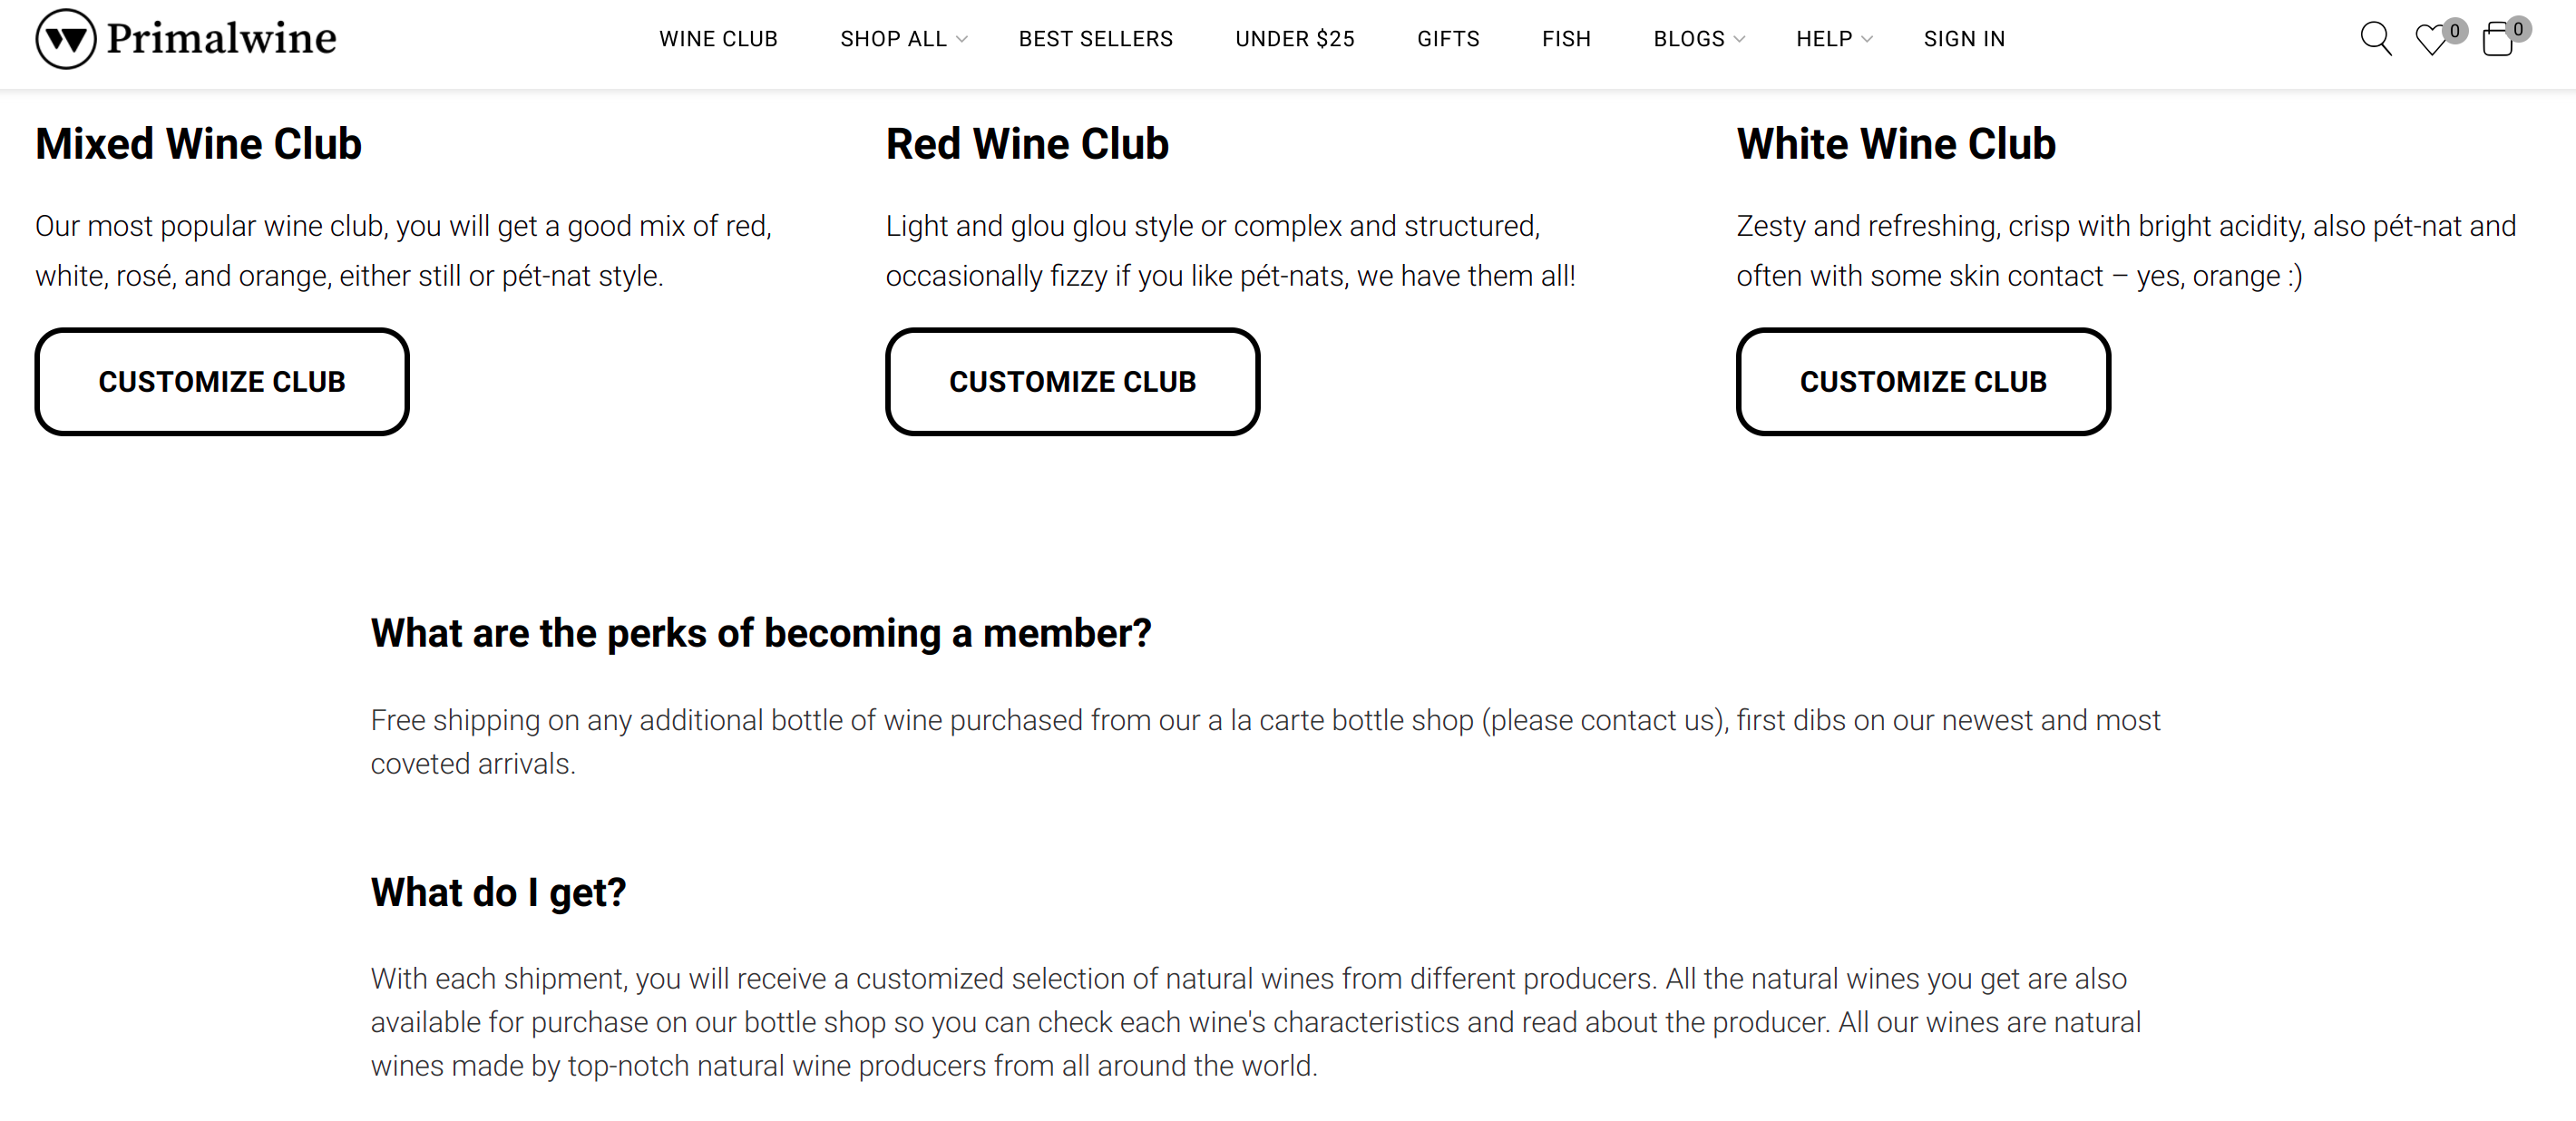 Primalwine
WINE CLUB
SHOP ALL
BEST SELLERS
UNDER $25
GIFTS
FISH
BLOGS
HELP
SIGN IN
0
0
Mixed Wine Club
Our most popular wine club, you will get a good mix of red,
white, rosé, and orange, either still or pét-nat style.
CUSTOMIZE CLUB
Red Wine Club
Light and glou glou style or complex and structured,
occasionally fizzy if you like pét-nats, we have them all!
CUSTOMIZE CLUB
White Wine Club
Zesty and refreshing, crisp with bright acidity, also pét-nat and
often with some skin contact – yes, orange :)
CUSTOMIZE CLUB
What are the perks of becoming a member?
Free shipping on any additional bottle of wine purchased from our a la carte bottle shop (please contact us), first dibs on our newest and most
coveted arrivals.
What do I get?
With each shipment, you will receive a customized selection of natural wines from different producers. All the natural wines you get are also
available for purchase on our bottle shop so you can check each wine's characteristics and read about the producer. All our wines are natural
wines made by top-notch natural wine producers from all around the world.